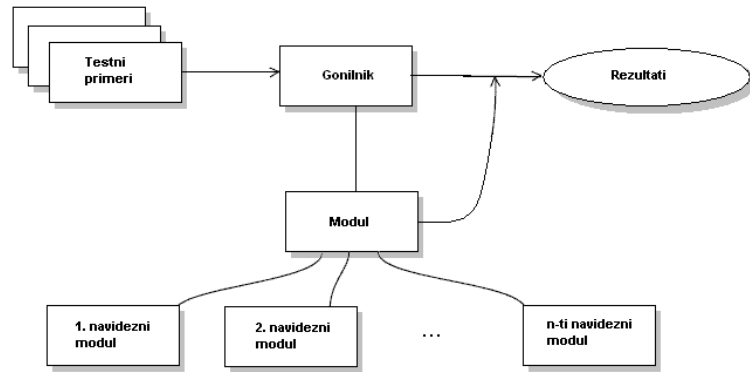 Testni
primeri
Gonilnik
Rezultati
Modul
1. navidezni
modul
2. navidezni
modul
...
n-ti navidezni
modul